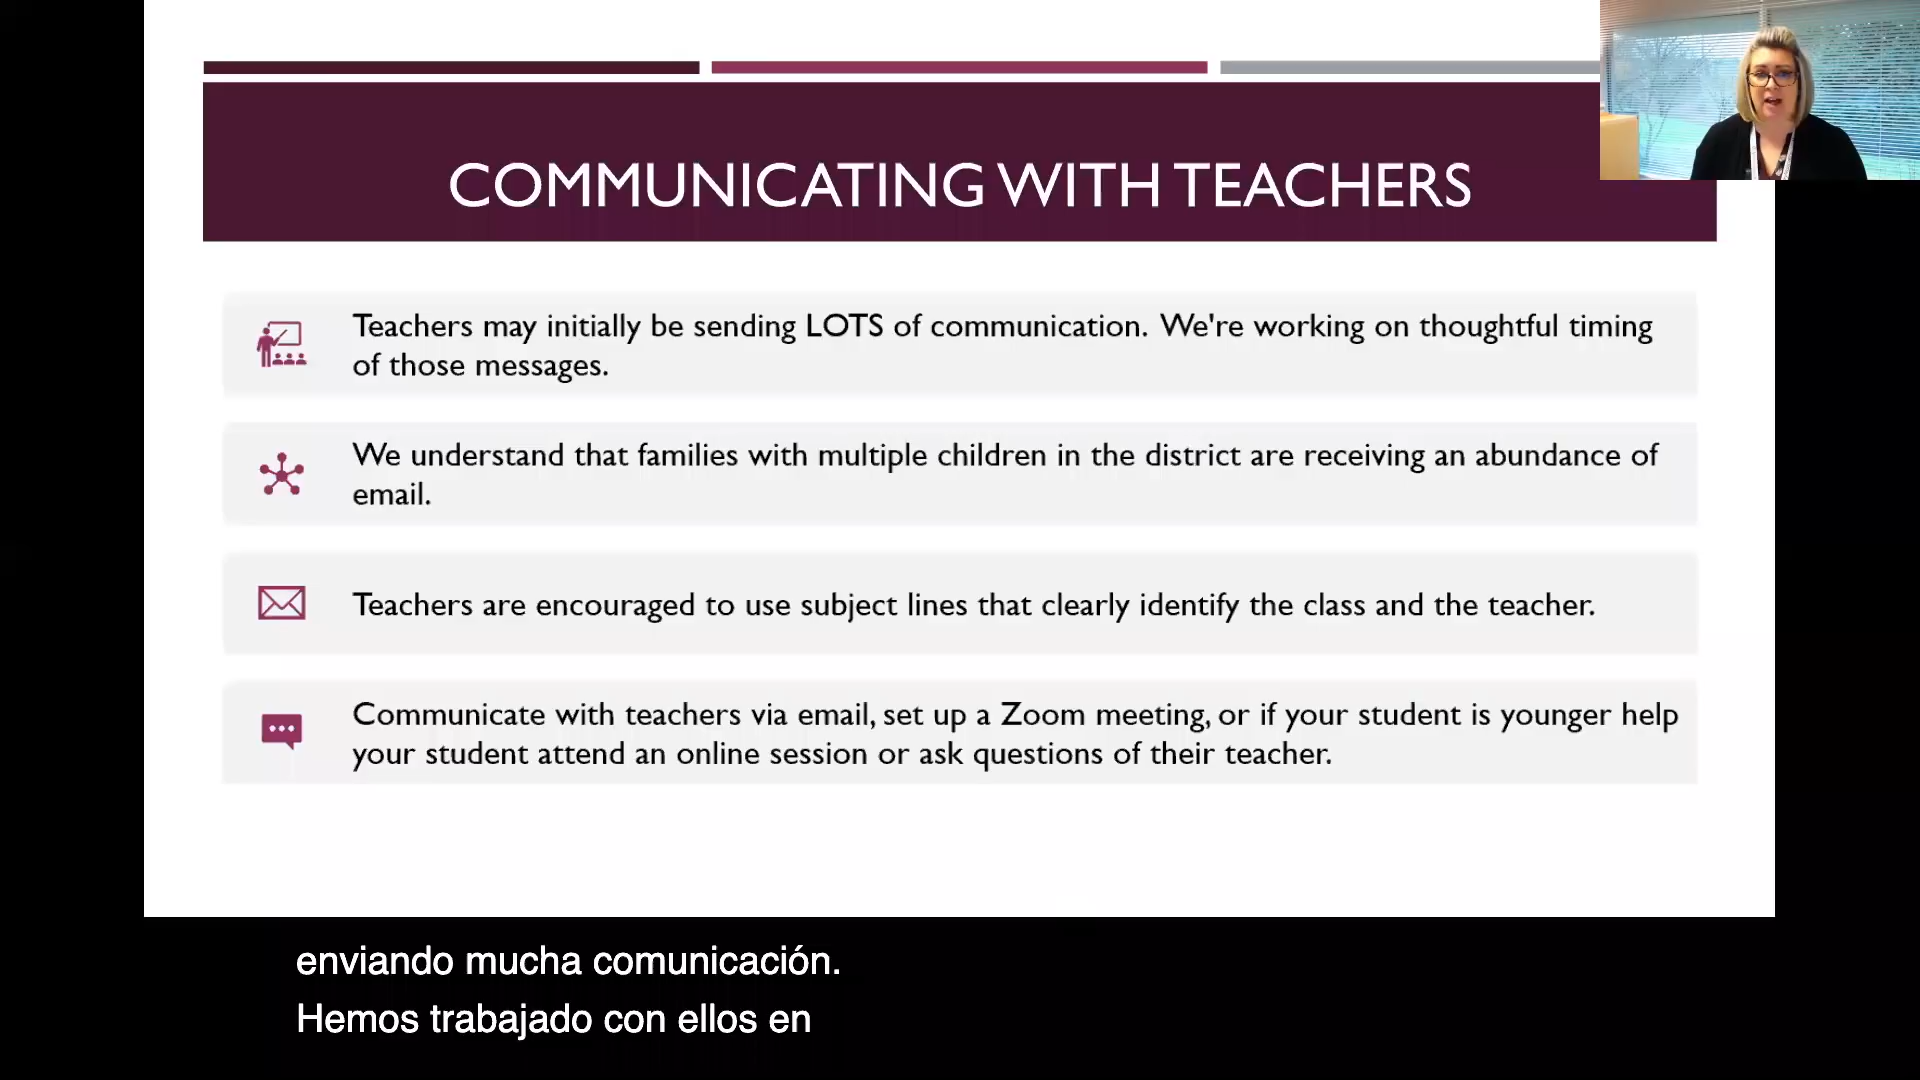 COMMUNICATING WITH TEACHERS
Teachers may initially be sending LOTS of communication. We're working on thoughtful timing
of those messages.
We understand that families with multiple children in the district are receiving an abundance of
email.
Teachers are encouraged to use subject lines that clearly identify the class and the teacher.
Communicate with teachers via email, set up a Zoom meeting, or if your student is younger help
your student attend an online session or ask questions of their teacher.
enviando mucha comunicación.
Hemos trabajado con ellos en